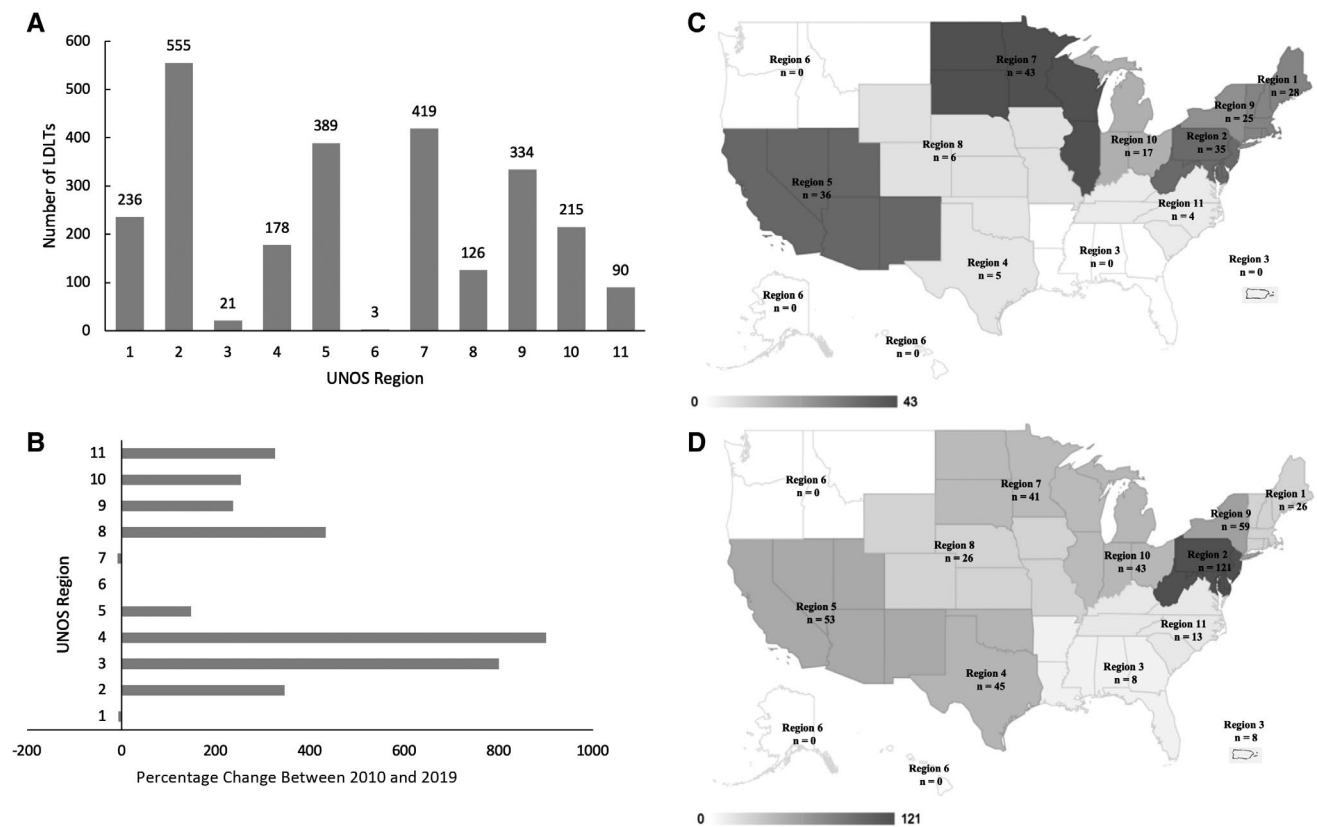 A
600
500
400
300
200
100
0
Number of LDLTs
236
555
21
178
389
3
419
126
334
215
90
1 2 3 4 5 6 7 8 9 10 11
UNOS Region
B
UNOS Region
11
10
9
8
7
6
5
4
3
2
1
-200 0 200 400 600 800 1000
Percentage Change Between 2010 and 2019
C
Region 6
n = 0
Region 7
n = 43
Region 1
n = 28
Region 9
n = 25
Region 2
n = 35
Region 10
n = 17
Region 8
n = 6
Region 5
n = 36
Region 11
n = 4
Region 4
n = 5
Region 3
n = 0
Region 3
n = 0
Region 6
n = 0
Region 6
n = 0
0 43
D
Region 6
n = 0
Region 7
n = 41
Region 1
n = 26
Region 9
n = 59
Region 2
n = 121
Region 10
n = 43
Region 8
n = 26
Region 5
n = 53
Region 11
n = 13
Region 3
n = 8
Region 4
n = 45
Region 3
n = 8
Region 6
n = 0
Region 6
n = 0
0 121